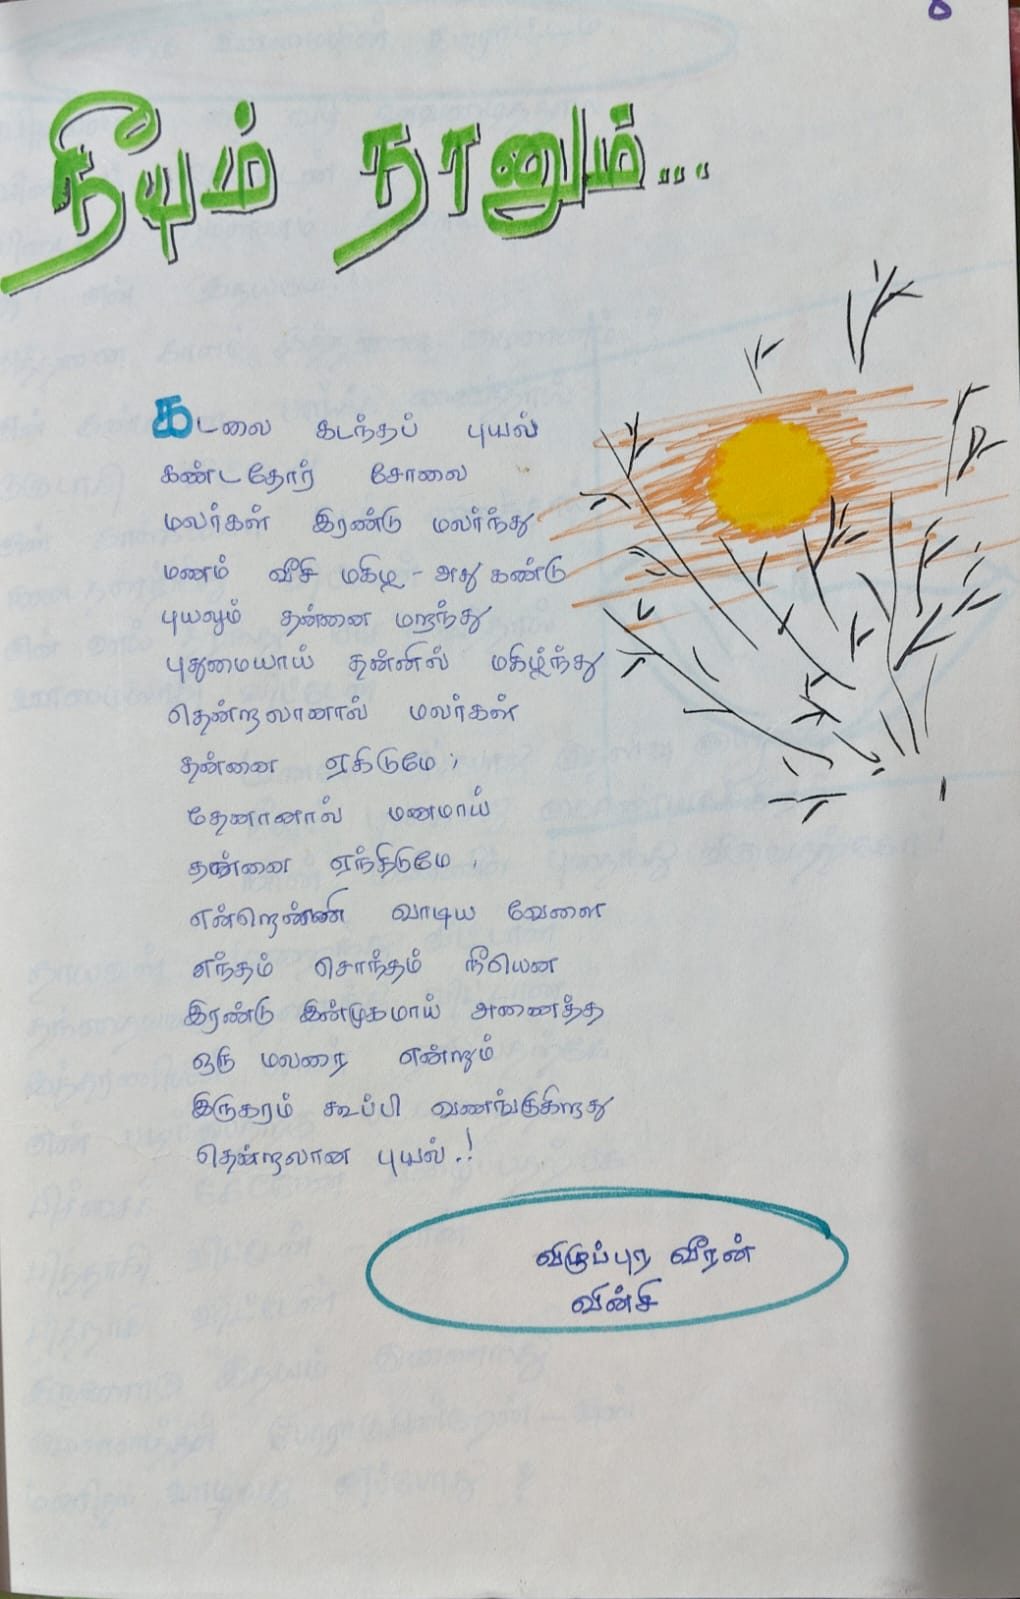 8
நீயும் நானும்...
கடலை கடந்தப் புயல்
கண்டதோர் சோலை
மலர்கள் இரண்டு மலர்ந்து
மணம் வீசி மகிழ - அது கண்டு
புயலும் தன்னை மறந்து
புதுமையாய் தன்னில் மகிழ்ந்து
தென்றலானால் மலர்கள்
தன்னை ஏகிடுமே;
தேனானால் மனமாய்
தன்னை ஏந்திடுமே;
என்றெண்ணி வாடிய வேளை
எந்தம் சொந்தம் நீயென
இரண்டு இன்முகமாய் அணைத்த
ஒரு மலரை என்றும்
இருகரம் கூப்பி வணங்குகிறது
தென்றலான புயல்.!
விழுப்புர வீரன்
வின்சி